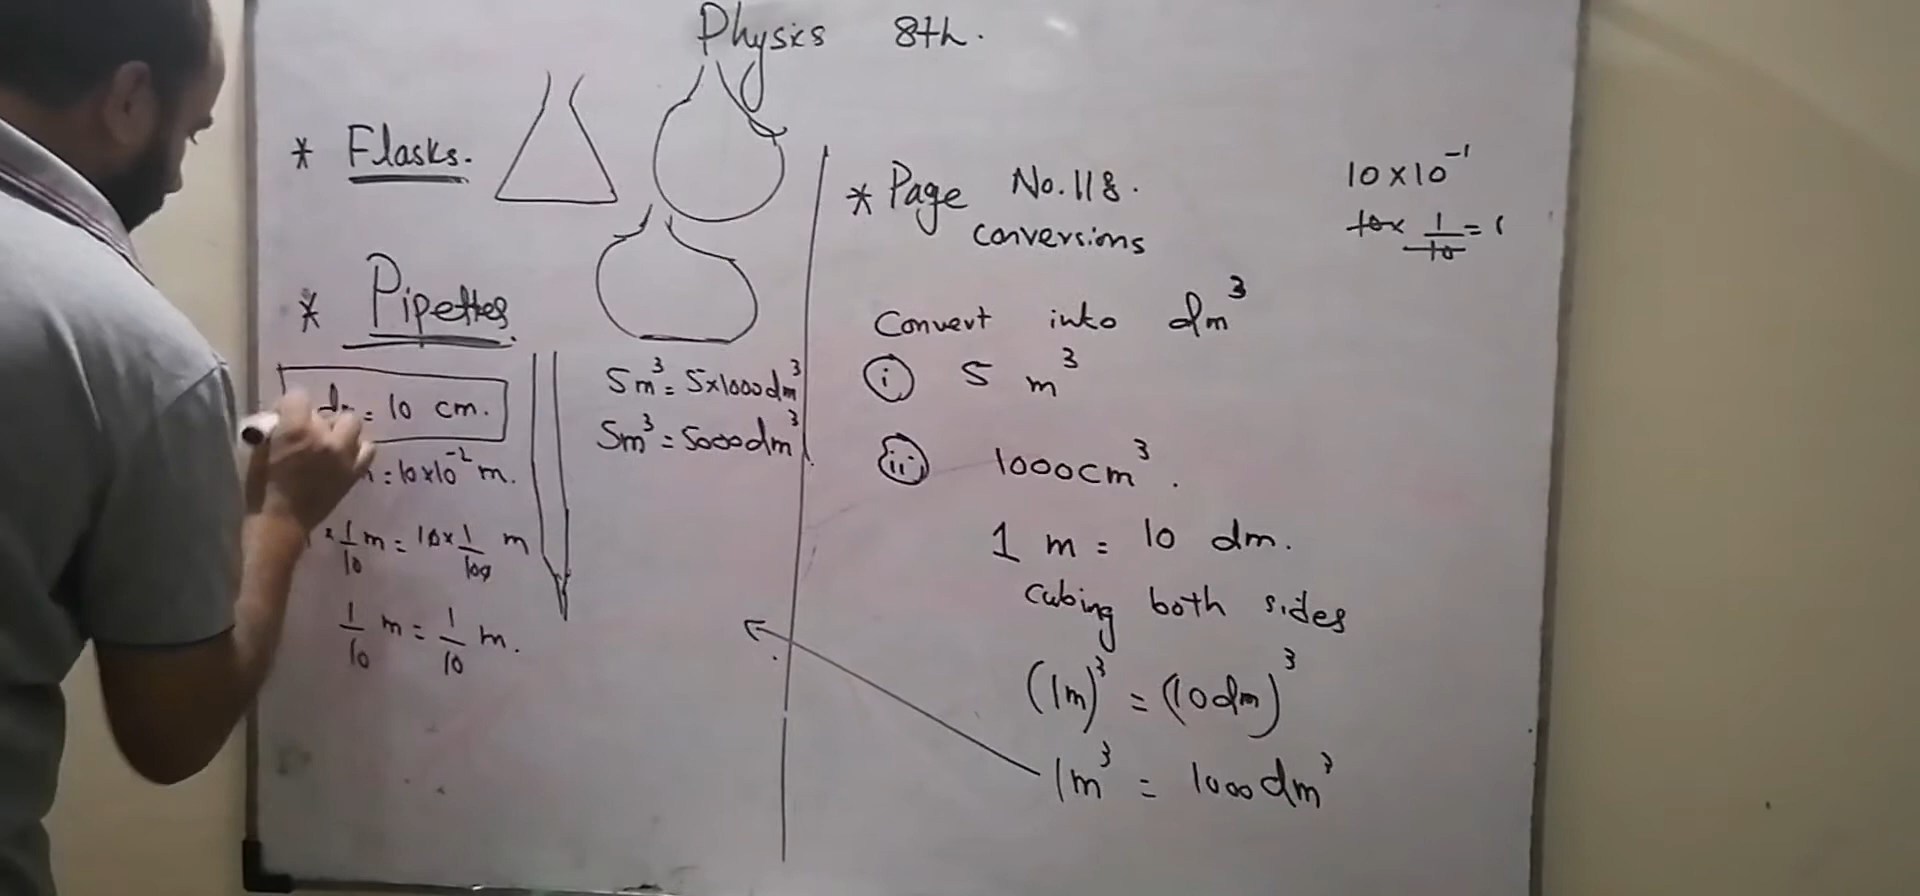 Physics 8th.
* Flasks.
* Pipettes
= 10 cm.
= 10x10⁻² m.
x 1/10 m = 10 x 1/100 m
1/10 m = 1/10 m.
5m³ = 5x1000dm³
5m³ = 5000dm³
* Page No. 118.
conversions
Convert into dm³
(i) 5 m³
(ii) 1000cm³.
1 m = 10 dm.
cubing both sides
(1m)³ = (10dm)³
1m³ = 1000dm³
10x10⁻¹
10x 1/10 = 1